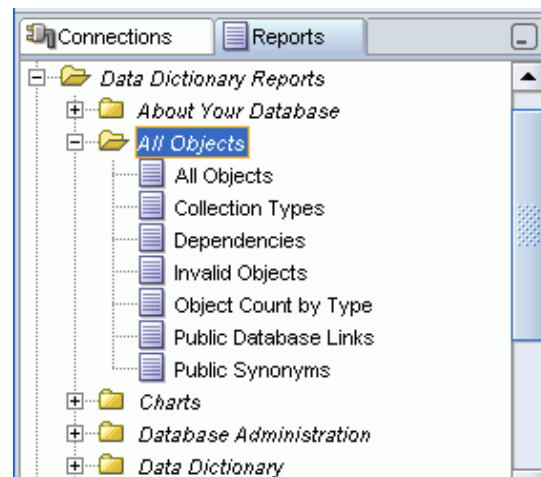 Connections Reports
Data Dictionary Reports
About Your Database
All Objects
All Objects
Collection Types
Dependencies
Invalid Objects
Object Count by Type
Public Database Links
Public Synonyms
Charts
Database Administration
Data Dictionary